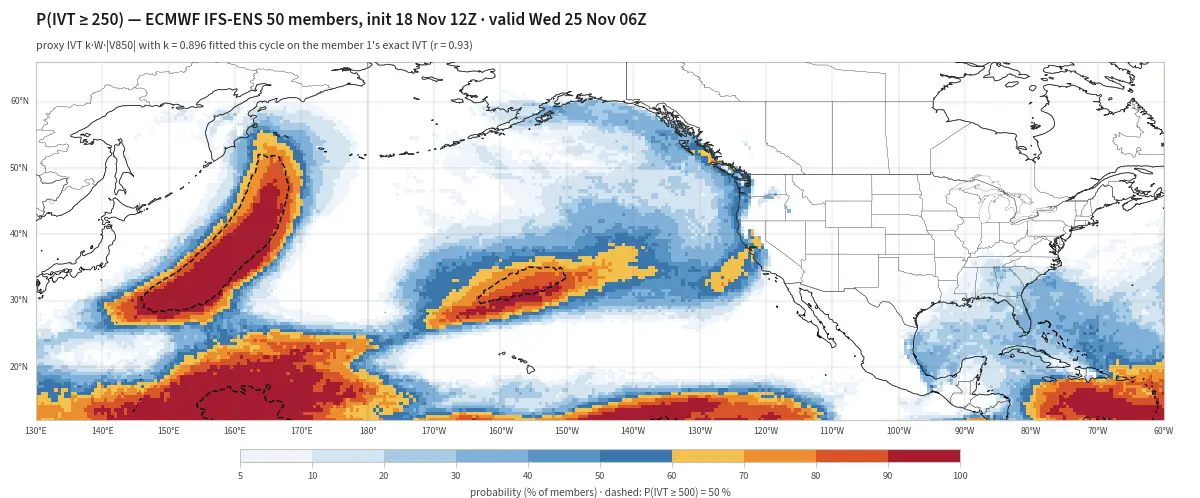 P(IVT ≥ 250) — ECMWF IFS-ENS 50 members, init 18 Nov 12Z · valid Wed 25 Nov 06Z
proxy IVT k·W·|V850| with k = 0.896 fitted this cycle on the member 1's exact IVT (r = 0.93)
60°N
50°N
40°N
30°N
20°N
130°E 140°E 150°E 160°E 170°E 180° 170°W 160°W 150°W 140°W 130°W 120°W 110°W 100°W 90°W 80°W 70°W 60°W
5 10 20 30 40 50 60 70 80 90 100
probability (% of members) · dashed: P(IVT ≥ 500) = 50 %